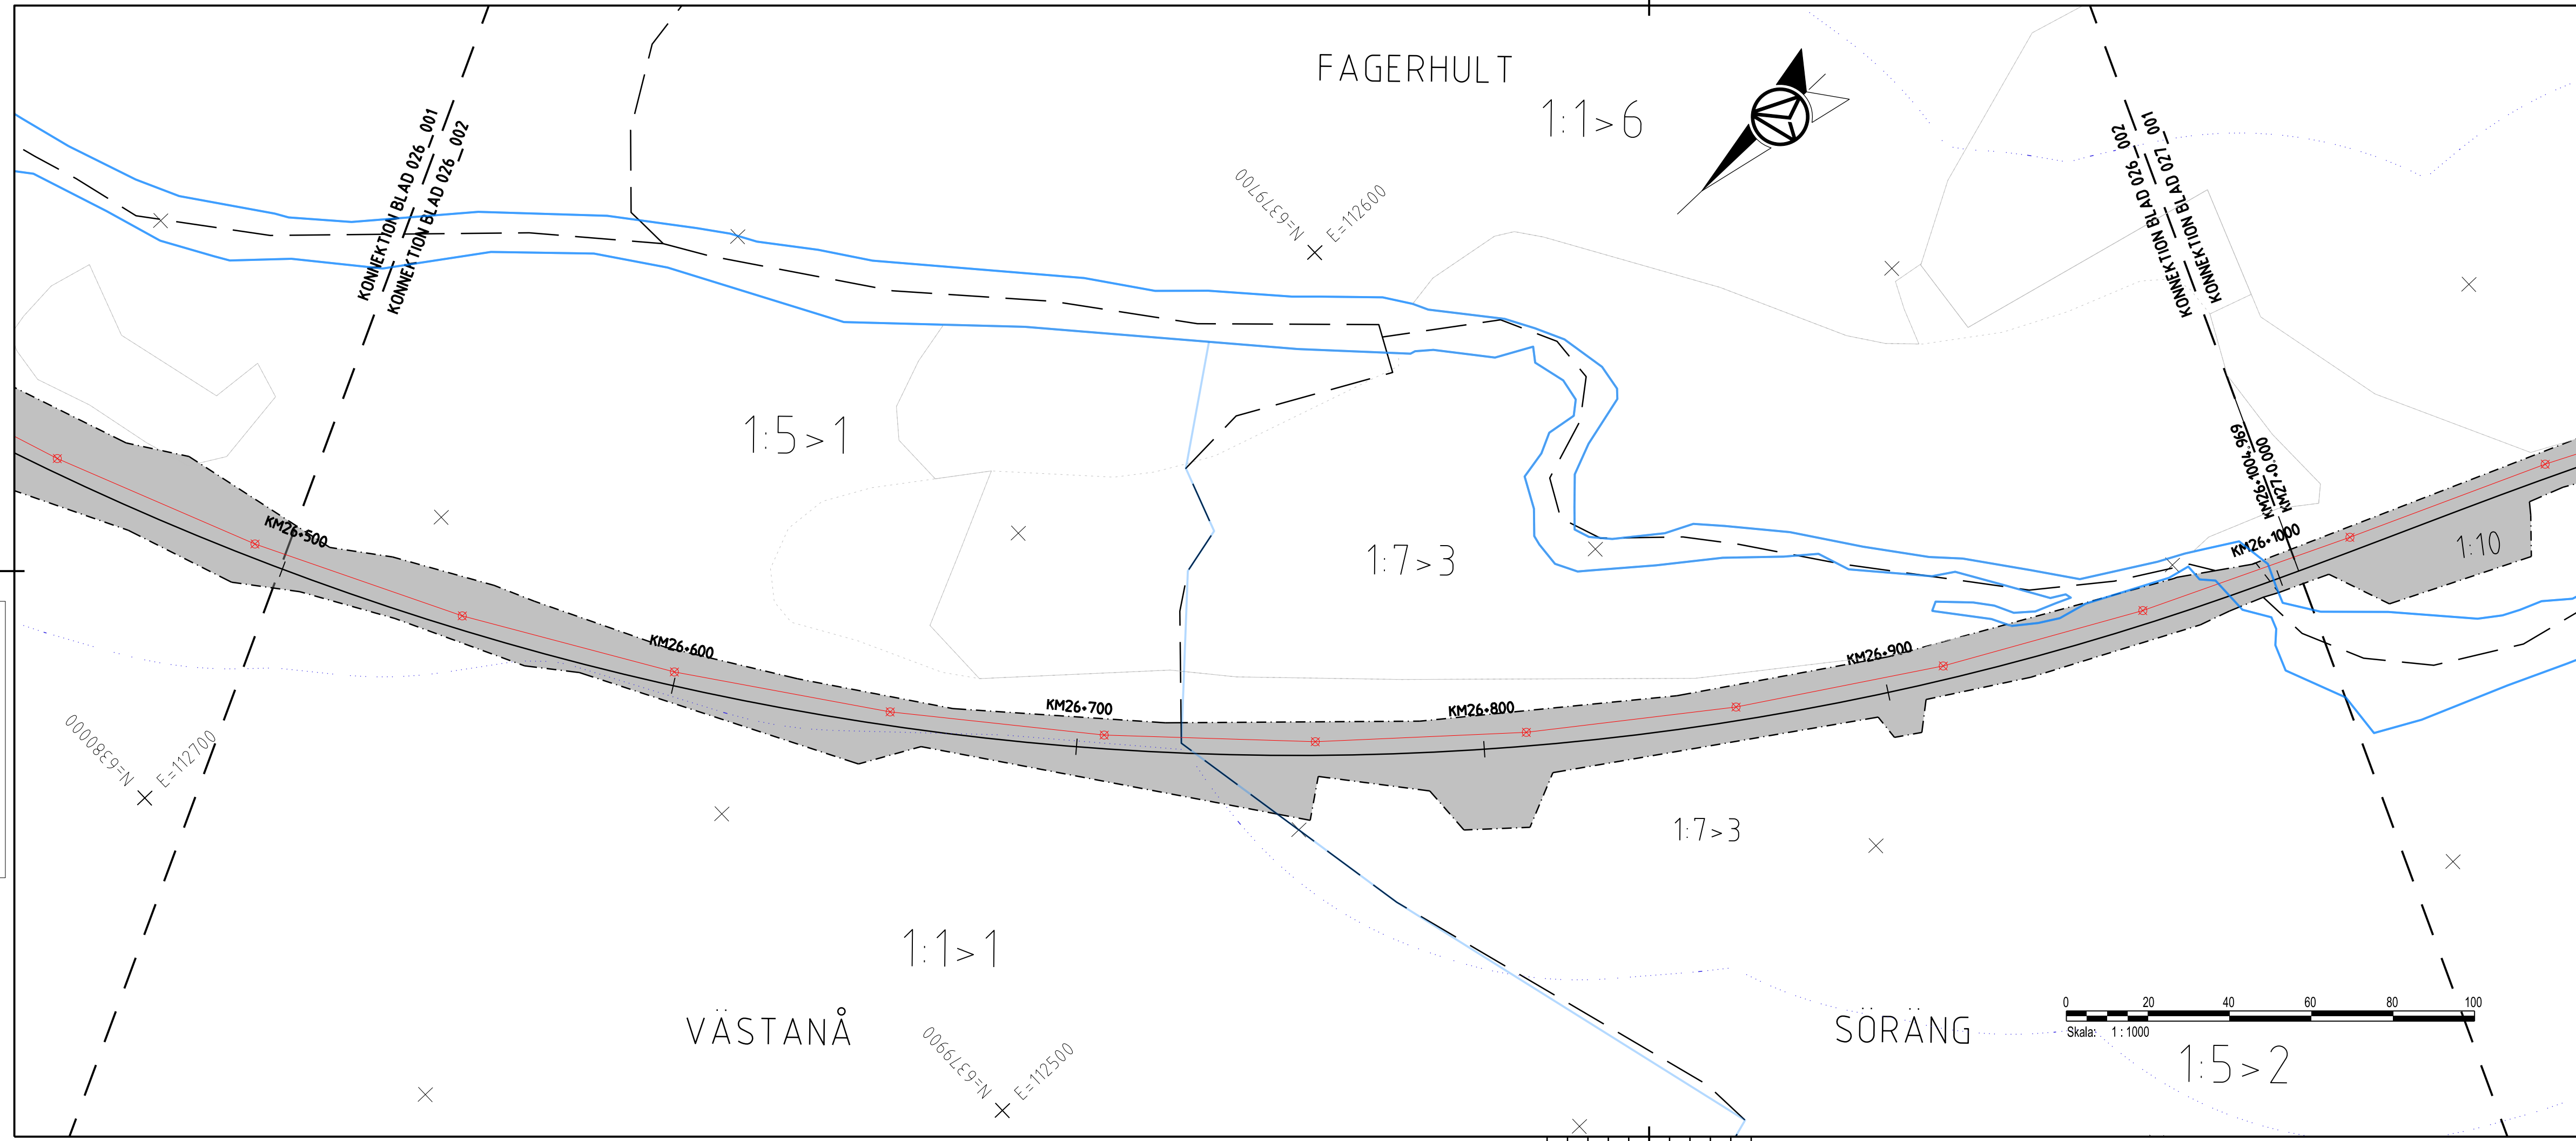 FAGERHULT
1:1>6
KONNEKTION BLAD 026_001
KONNEKTION BLAD 026_002
KONNEKTION BLAD 026_002
KONNEKTION BLAD 027_001
N=6379700
E=112600
1:5>1
KM26+1004.969
KM27+0.000
KM26+500
KM26+600
KM26+700
KM26+800
KM26+900
KM26+1000
1:7>3
1:10
N=6380000
E=112700
1:7>3
1:1>1
VÄSTANÅ
SÖRÄNG
N=6379900
E=112500
0 20 40 60 80 100
Skala: 1 : 1000
1:5>2